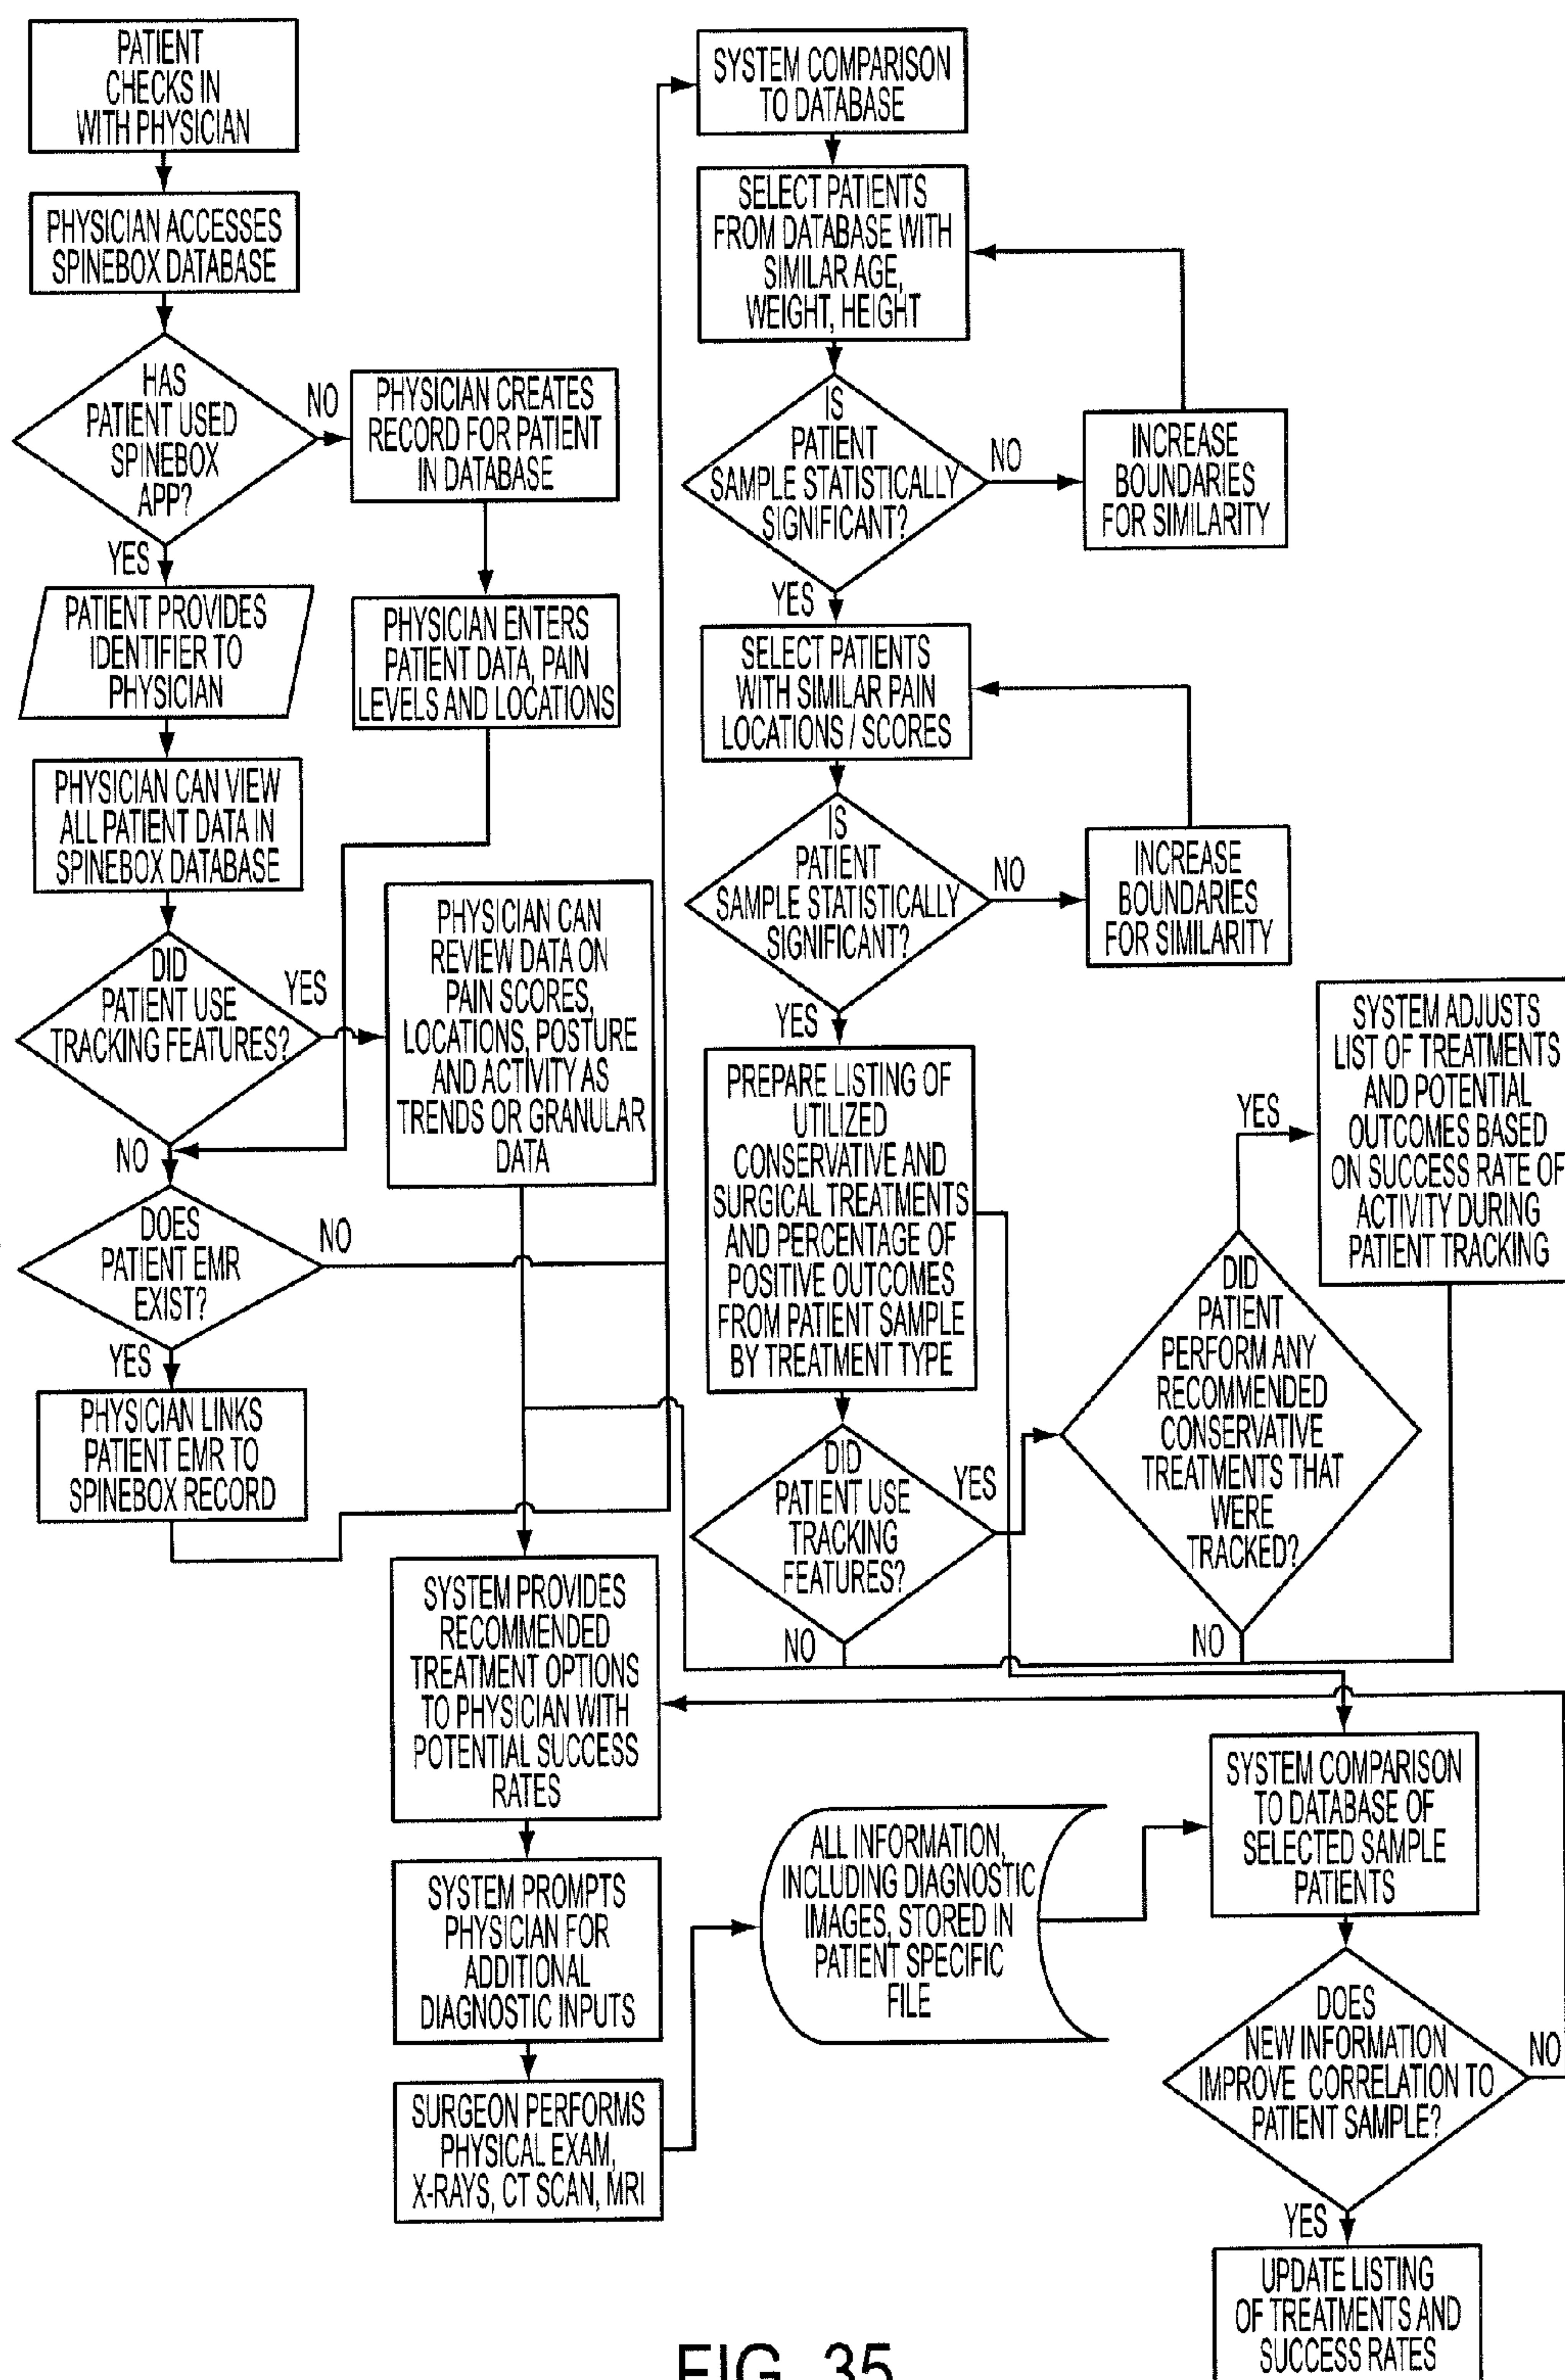 PATIENT
CHECKS IN
WITH PHYSICIAN
PHYSICIAN ACCESSES
SPINEBOX DATABASE
HAS
PATIENT USED
SPINEBOX
APP?
NO
YES
PHYSICIAN CREATES
RECORD FOR PATIENT
IN DATABASE
PHYSICIAN ENTERS
PATIENT DATA, PAIN
LEVELS AND LOCATIONS
PATIENT PROVIDES
IDENTIFIER TO
PHYSICIAN
PHYSICIAN CAN VIEW
ALL PATIENT DATA IN
SPINEBOX DATABASE
DID
PATIENT USE
TRACKING FEATURES?
YES
NO
PHYSICIAN CAN
REVIEW DATA ON
PAIN SCORES,
LOCATIONS, POSTURE
AND ACTIVITY AS
TRENDS OR GRANULAR
DATA
DOES
PATIENT EMR
EXIST?
NO
YES
PHYSICIAN LINKS
PATIENT EMR TO
SPINEBOX RECORD
SYSTEM COMPARISON
TO DATABASE
SELECT PATIENTS
FROM DATABASE WITH
SIMILAR AGE,
WEIGHT, HEIGHT
IS
PATIENT
SAMPLE STATISTICALLY
SIGNIFICANT?
NO
YES
INCREASE
BOUNDARIES
FOR SIMILARITY
SELECT PATIENTS
WITH SIMILAR PAIN
LOCATIONS / SCORES
IS
PATIENT
SAMPLE STATISTICALLY
SIGNIFICANT?
NO
YES
INCREASE
BOUNDARIES
FOR SIMILARITY
PREPARE LISTING OF
UTILIZED
CONSERVATIVE AND
SURGICAL TREATMENTS
AND PERCENTAGE OF
POSITIVE OUTCOMES
FROM PATIENT SAMPLE
BY TREATMENT TYPE
DID
PATIENT USE
TRACKING
FEATURES?
YES
NO
DID
PATIENT
PERFORM ANY
RECOMMENDED
CONSERVATIVE
TREATMENTS THAT
WERE
TRACKED?
YES
NO
SYSTEM ADJUSTS
LIST OF TREATMENTS
AND POTENTIAL
OUTCOMES BASED
ON SUCCESS RATE OF
ACTIVITY DURING
PATIENT TRACKING
SYSTEM PROVIDES
RECOMMENDED
TREATMENT OPTIONS
TO PHYSICIAN WITH
POTENTIAL SUCCESS
RATES
SYSTEM PROMPTS
PHYSICIAN FOR
ADDITIONAL
DIAGNOSTIC INPUTS
SURGEON PERFORMS
PHYSICAL EXAM,
X-RAYS, CT SCAN, MRI
ALL INFORMATION,
INCLUDING DIAGNOSTIC
IMAGES, STORED IN
PATIENT SPECIFIC
FILE
SYSTEM COMPARISON
TO DATABASE OF
SELECTED SAMPLE
PATIENTS
DOES
NEW INFORMATION
IMPROVE CORRELATION TO
PATIENT SAMPLE?
NO
YES
UPDATE LISTING
OF TREATMENTS AND
SUCCESS RATES
FIG. 35